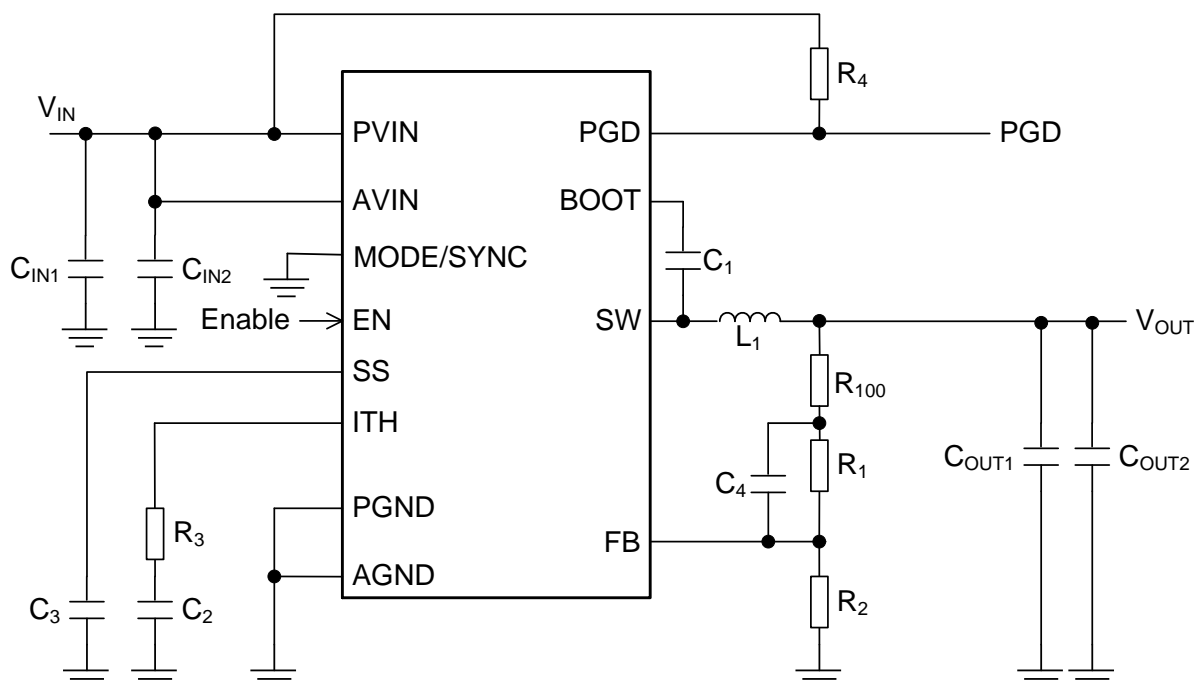 R4
VIN
PVIN
PGD
PGD
AVIN
BOOT
CIN1
CIN2
MODE/SYNC
C1
Enable
EN
SW
L1
VOUT
SS
R100
ITH
R1
C4
COUT1
COUT2
R3
PGND
FB
AGND
C3
C2
R2